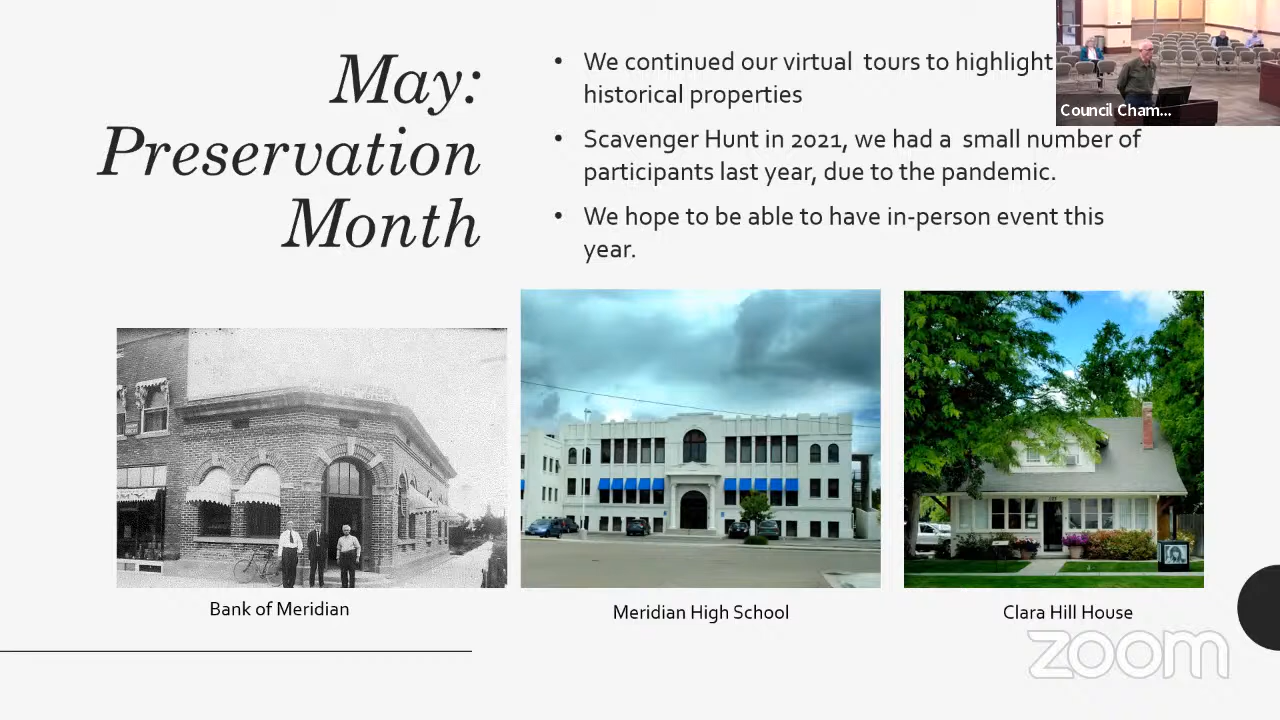 May:
Preservation
Month
• We continued our virtual  tours to highlight
historical properties
• Scavenger Hunt in 2021, we had a  small number of
participants last year, due to the pandemic.
• We hope to be able to have in-person event this
year.
Council Cham...
Bank of Meridian
Meridian High School
Clara Hill House
zoom